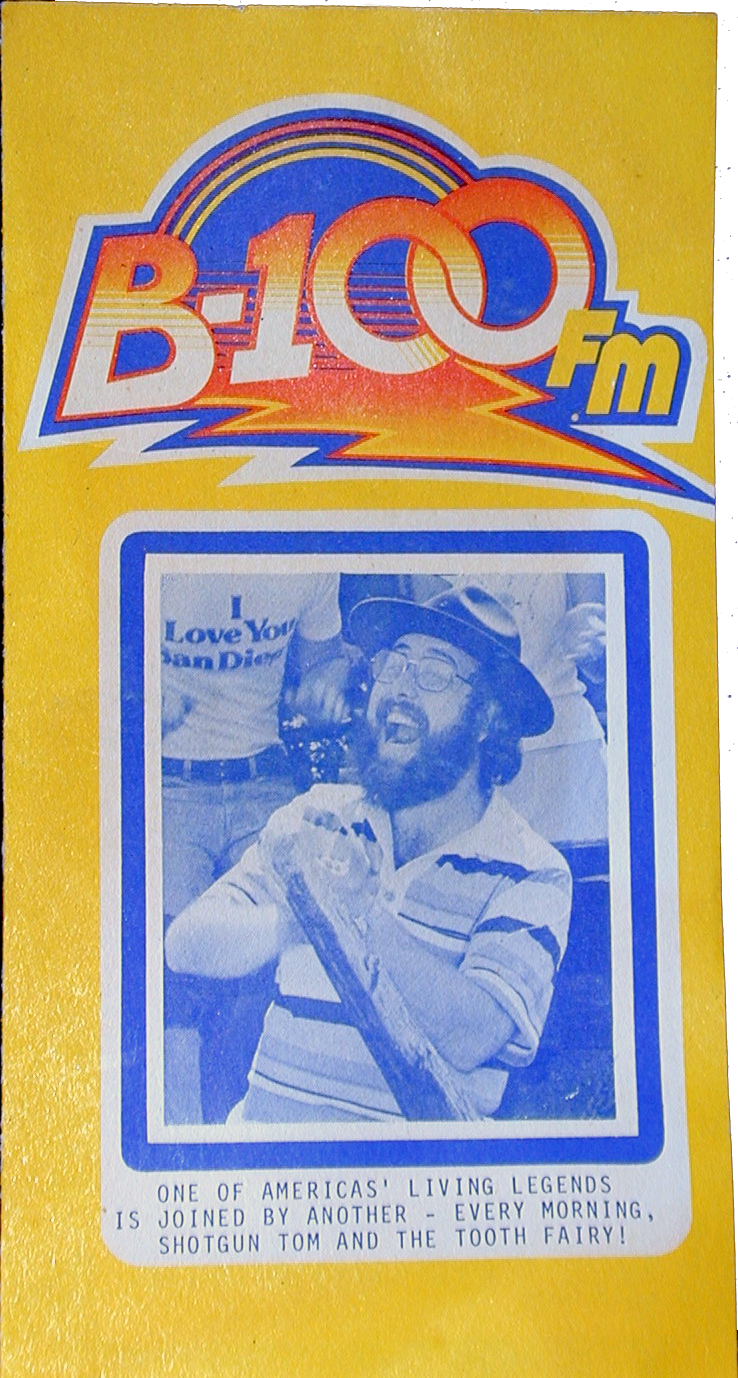 B-100
FM
I
Love You
San Dieg
ONE OF AMERICAS' LIVING LEGENDS
IS JOINED BY ANOTHER - EVERY MORNING,
SHOTGUN TOM AND THE TOOTH FAIRY!